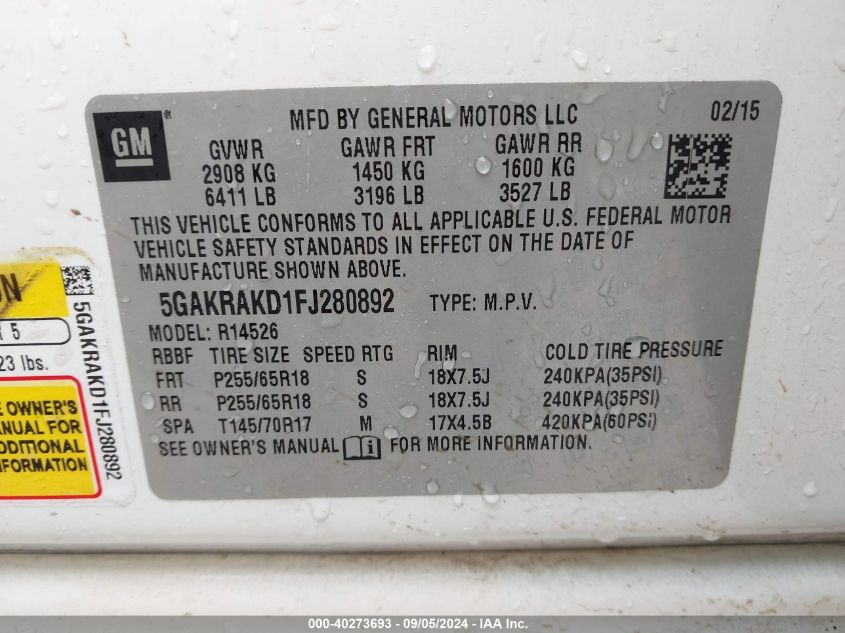 GM ®
MFD BY GENERAL MOTORS LLC 02/15
GVWR GAWR FRT GAWR RR
2908 KG 1450 KG 1600 KG
6411 LB 3196 LB 3527 LB
THIS VEHICLE CONFORMS TO ALL APPLICABLE U.S. FEDERAL MOTOR
VEHICLE SAFETY STANDARDS IN EFFECT ON THE DATE OF
MANUFACTURE SHOWN ABOVE.
5GAKRAKD1FJ280892 TYPE: M.P.V.
MODEL: R14526
RBBF TIRE SIZE SPEED RTG RIM COLD TIRE PRESSURE
FRT P255/65R18 S 18X7.5J 240KPA(35PSI)
RR P255/65R18 S 18X7.5J 240KPA(35PSI)
SPA T145/70R17 M 17X4.5B 420KPA(60PSI)
SEE OWNER'S MANUAL i FOR MORE INFORMATION.
ON
R 5
23 lbs.
E OWNER'S
MANUAL FOR
DDITIONAL
NFORMATION
5GAKRAKD1FJ280892
000-40273693 - 09/05/2024 - IAA Inc.